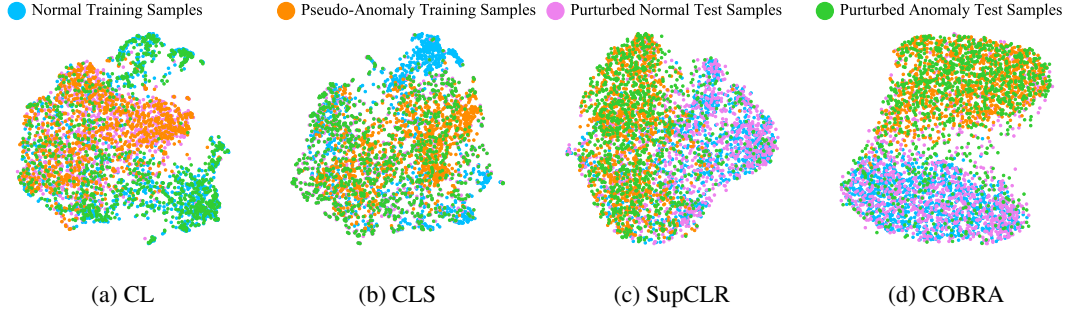 Normal Training Samples Pseudo-Anomaly Training Samples Purturbed Normal Test Samples Purturbed Anomaly Test Samples
(a) CL (b) CLS (c) SupCLR (d) COBRA